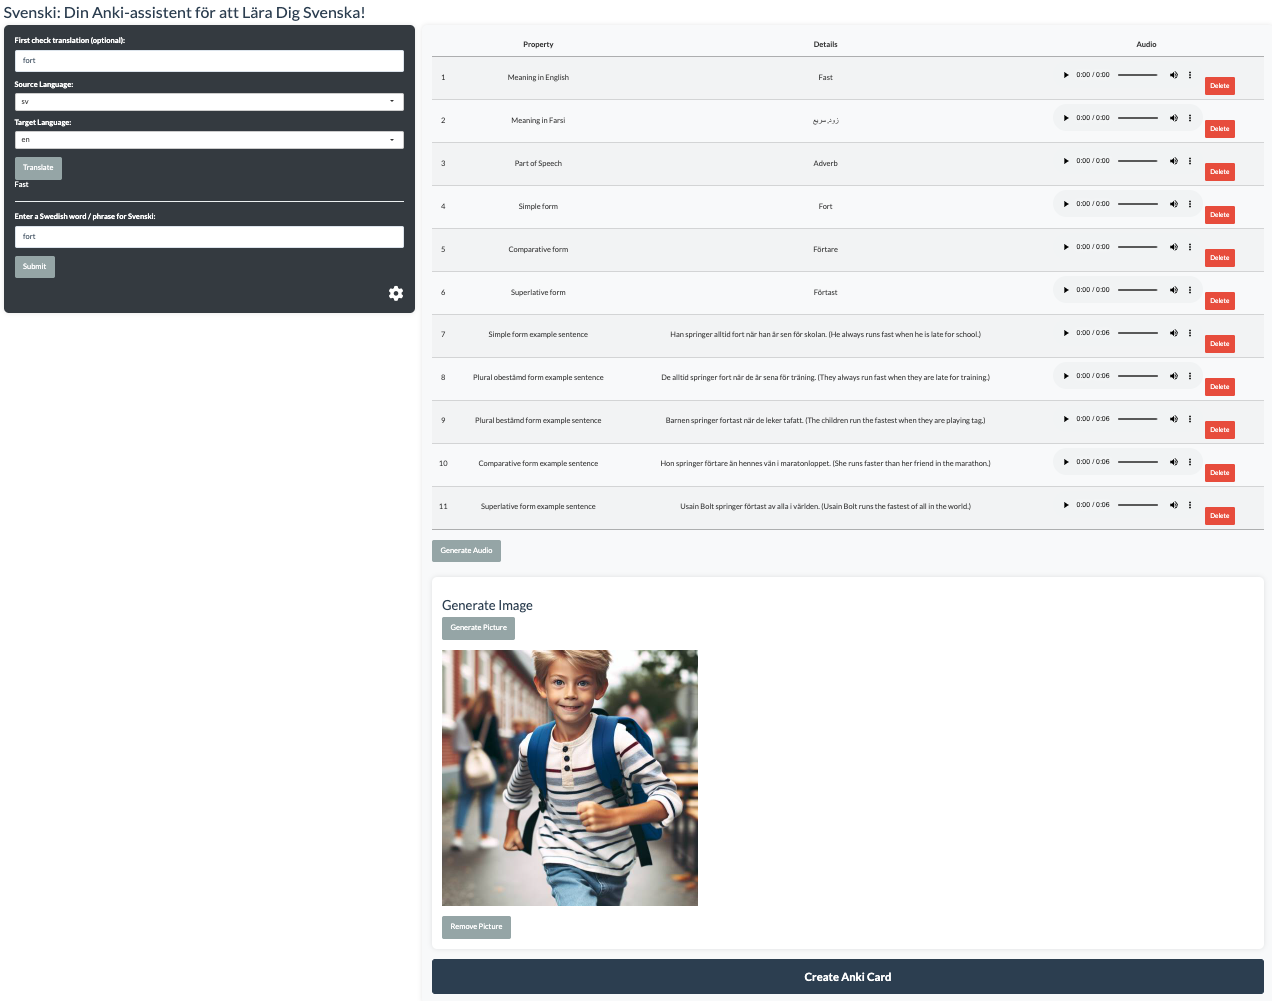 Svenski: Din Anki-assistent för att Lära Dig Svenska!
First check translation (optional):
fort
Source Language:
sv
Target Language:
en
Translate
Fast
Enter a Swedish word / phrase for Svenski:
fort
Submit
Property Details Audio
1 Meaning in English Fast 0:00 / 0:00 Delete
2 Meaning in Farsi زود, سریع 0:00 / 0:00 Delete
3 Part of Speech Adverb 0:00 / 0:00 Delete
4 Simple form Fort 0:00 / 0:00 Delete
5 Comparative form Förtare 0:00 / 0:00 Delete
6 Superlative form Förtast 0:00 / 0:00 Delete
7 Simple form example sentence Han springer alltid fort när han är sen för skolan. (He always runs fast when he is late for school.) 0:00 / 0:06 Delete
8 Plural obestämd form example sentence De alltid springer fort när de är sena för träning. (They always run fast when they are late for training.) 0:00 / 0:06 Delete
9 Plural bestämd form example sentence Barnen springer fortast när de leker tafatt. (The children run the fastest when they are playing tag.) 0:00 / 0:06 Delete
10 Comparative form example sentence Hon springer förtare än hennes vän i maratonloppet. (She runs faster than her friend in the marathon.) 0:00 / 0:06 Delete
11 Superlative form example sentence Usain Bolt springer förtast av alla i världen. (Usain Bolt runs the fastest of all in the world.) 0:00 / 0:06 Delete
Generate Audio
Generate Image
Generate Picture
Remove Picture
Create Anki Card